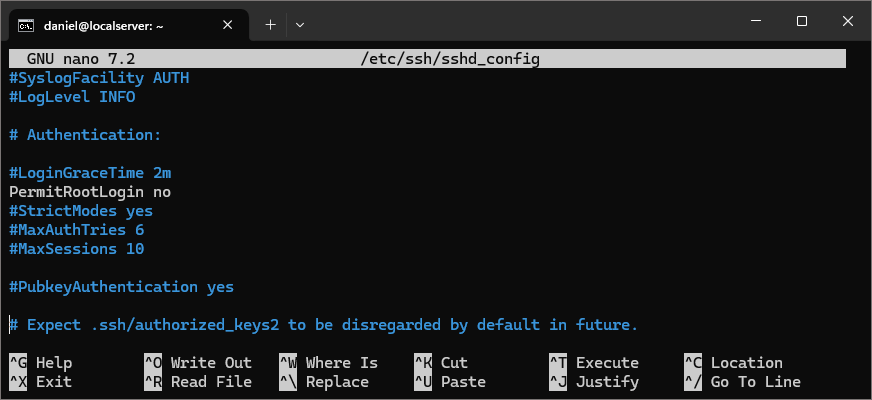 daniel@localserver: ~
GNU nano 7.2 /etc/ssh/sshd_config
#SyslogFacility AUTH
#LogLevel INFO
# Authentication:
#LoginGraceTime 2m
PermitRootLogin no
#StrictModes yes
#MaxAuthTries 6
#MaxSessions 10
#PubkeyAuthentication yes
# Expect .ssh/authorized_keys2 to be disregarded by default in future.
^G Help ^O Write Out ^W Where Is ^K Cut ^T Execute ^C Location
^X Exit ^R Read File ^\ Replace ^U Paste ^J Justify ^/ Go To Line